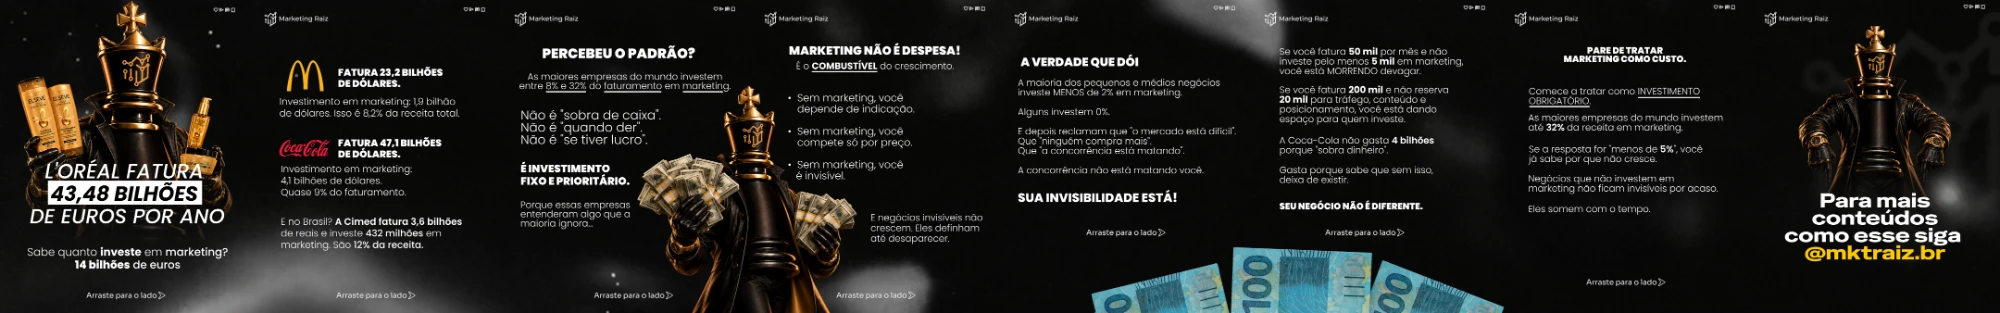 ELSEVE
ELSEVE
L'ORÉAL FATURA
43,48 BILHÕES
DE EUROS POR ANO
Sabe quanto investe em marketing?
14 bilhões de euros
Arraste para o lado
Marketing Raiz
FATURA 23,2 BILHÕES
DE DÓLARES.
Investimento em marketing: 1,9 bilhão
de dólares. Isso é 8,2% da receita total.
Coca-Cola
FATURA 47,1 BILHÕES
DE DÓLARES.
Investimento em marketing:
4,1 bilhões de dólares.
Quase 9% do faturamento.
E no Brasil? A Cimed fatura 3,6 bilhões
de reais e investe 432 milhões em
marketing. São 12% da receita.
Arraste para o lado
Marketing Raiz
PERCEBEU O PADRÃO?
As maiores empresas do mundo investem
entre 8% e 32% do faturamento em marketing.
Não é "sobra de caixa".
Não é "quando der".
Não é "se tiver lucro".
É INVESTIMENTO
FIXO E PRIORITÁRIO.
Porque essas empresas
entenderam algo que a
maioria ignora...
Arraste para o lado
Marketing Raiz
MARKETING NÃO É DESPESA!
É o COMBUSTÍVEL do crescimento.
• Sem marketing, você
depende de indicação.
• Sem marketing, você
compete só por preço.
• Sem marketing, você
é invisível.
E negócios invisíveis não
crescem. Eles definham
até desaparecer.
Arraste para o lado
Marketing Raiz
A VERDADE QUE DÓI
A maioria dos pequenos e médios negócios
investe MENOS de 2% em marketing.
Alguns investem 0%.
E depois reclamam que "o mercado está difícil".
Que "ninguém compra mais".
Que "a concorrência está matando".
A concorrência não está matando você.
SUA INVISIBILIDADE ESTÁ!
Arraste para o lado
Marketing Raiz
Se você fatura 50 mil por mês e não
investe pelo menos 5 mil em marketing,
você está MORRENDO devagar.
Se você fatura 200 mil e não reserva
20 mil para tráfego, conteúdo e
posicionamento, você está dando
espaço para quem investe.
A Coca-Cola não gasta 4 bilhões
porque "sobra dinheiro".
Gasta porque sabe que sem isso,
deixa de existir.
SEU NEGÓCIO NÃO É DIFERENTE.
Arraste para o lado
100
Marketing Raiz
PARE DE TRATAR
MARKETING COMO CUSTO.
Comece a tratar como INVESTIMENTO
OBRIGATÓRIO.
As maiores empresas do mundo investem
até 32% da receita em marketing.
Se a resposta for "menos de 5%", você
já sabe por que não cresce.
Negócios que não investem em
marketing não ficam invisíveis por acaso.
Eles somem com o tempo.
Arraste para o lado
Marketing Raiz
Para mais
conteúdos
como esse siga
@mktraiz.br